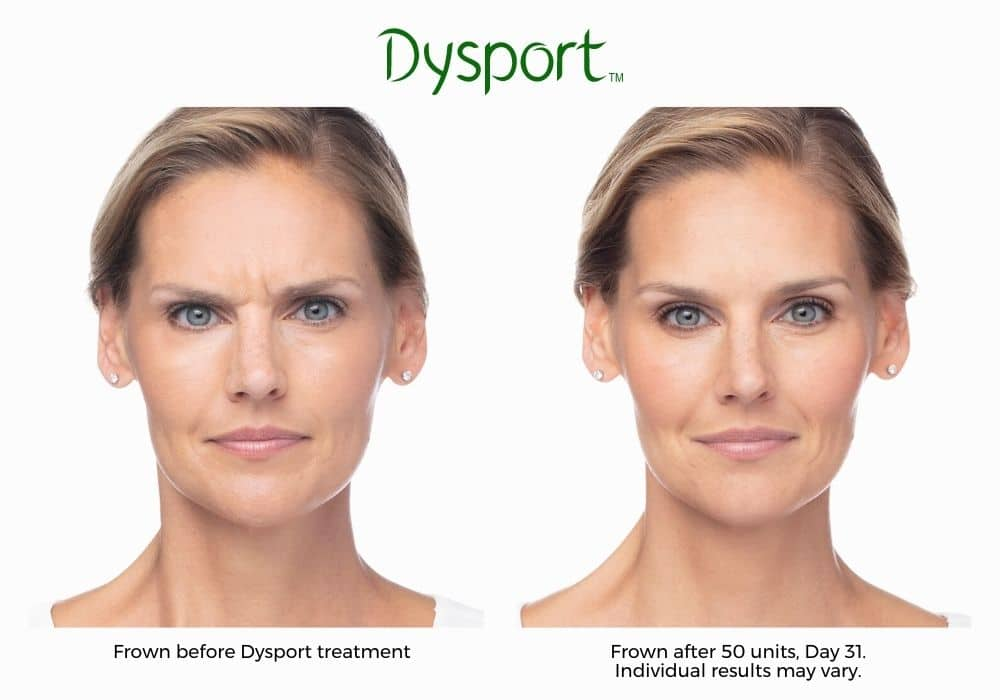 Dysport™
Frown before Dysport treatment
Frown after 50 units, Day 31.
Individual results may vary.